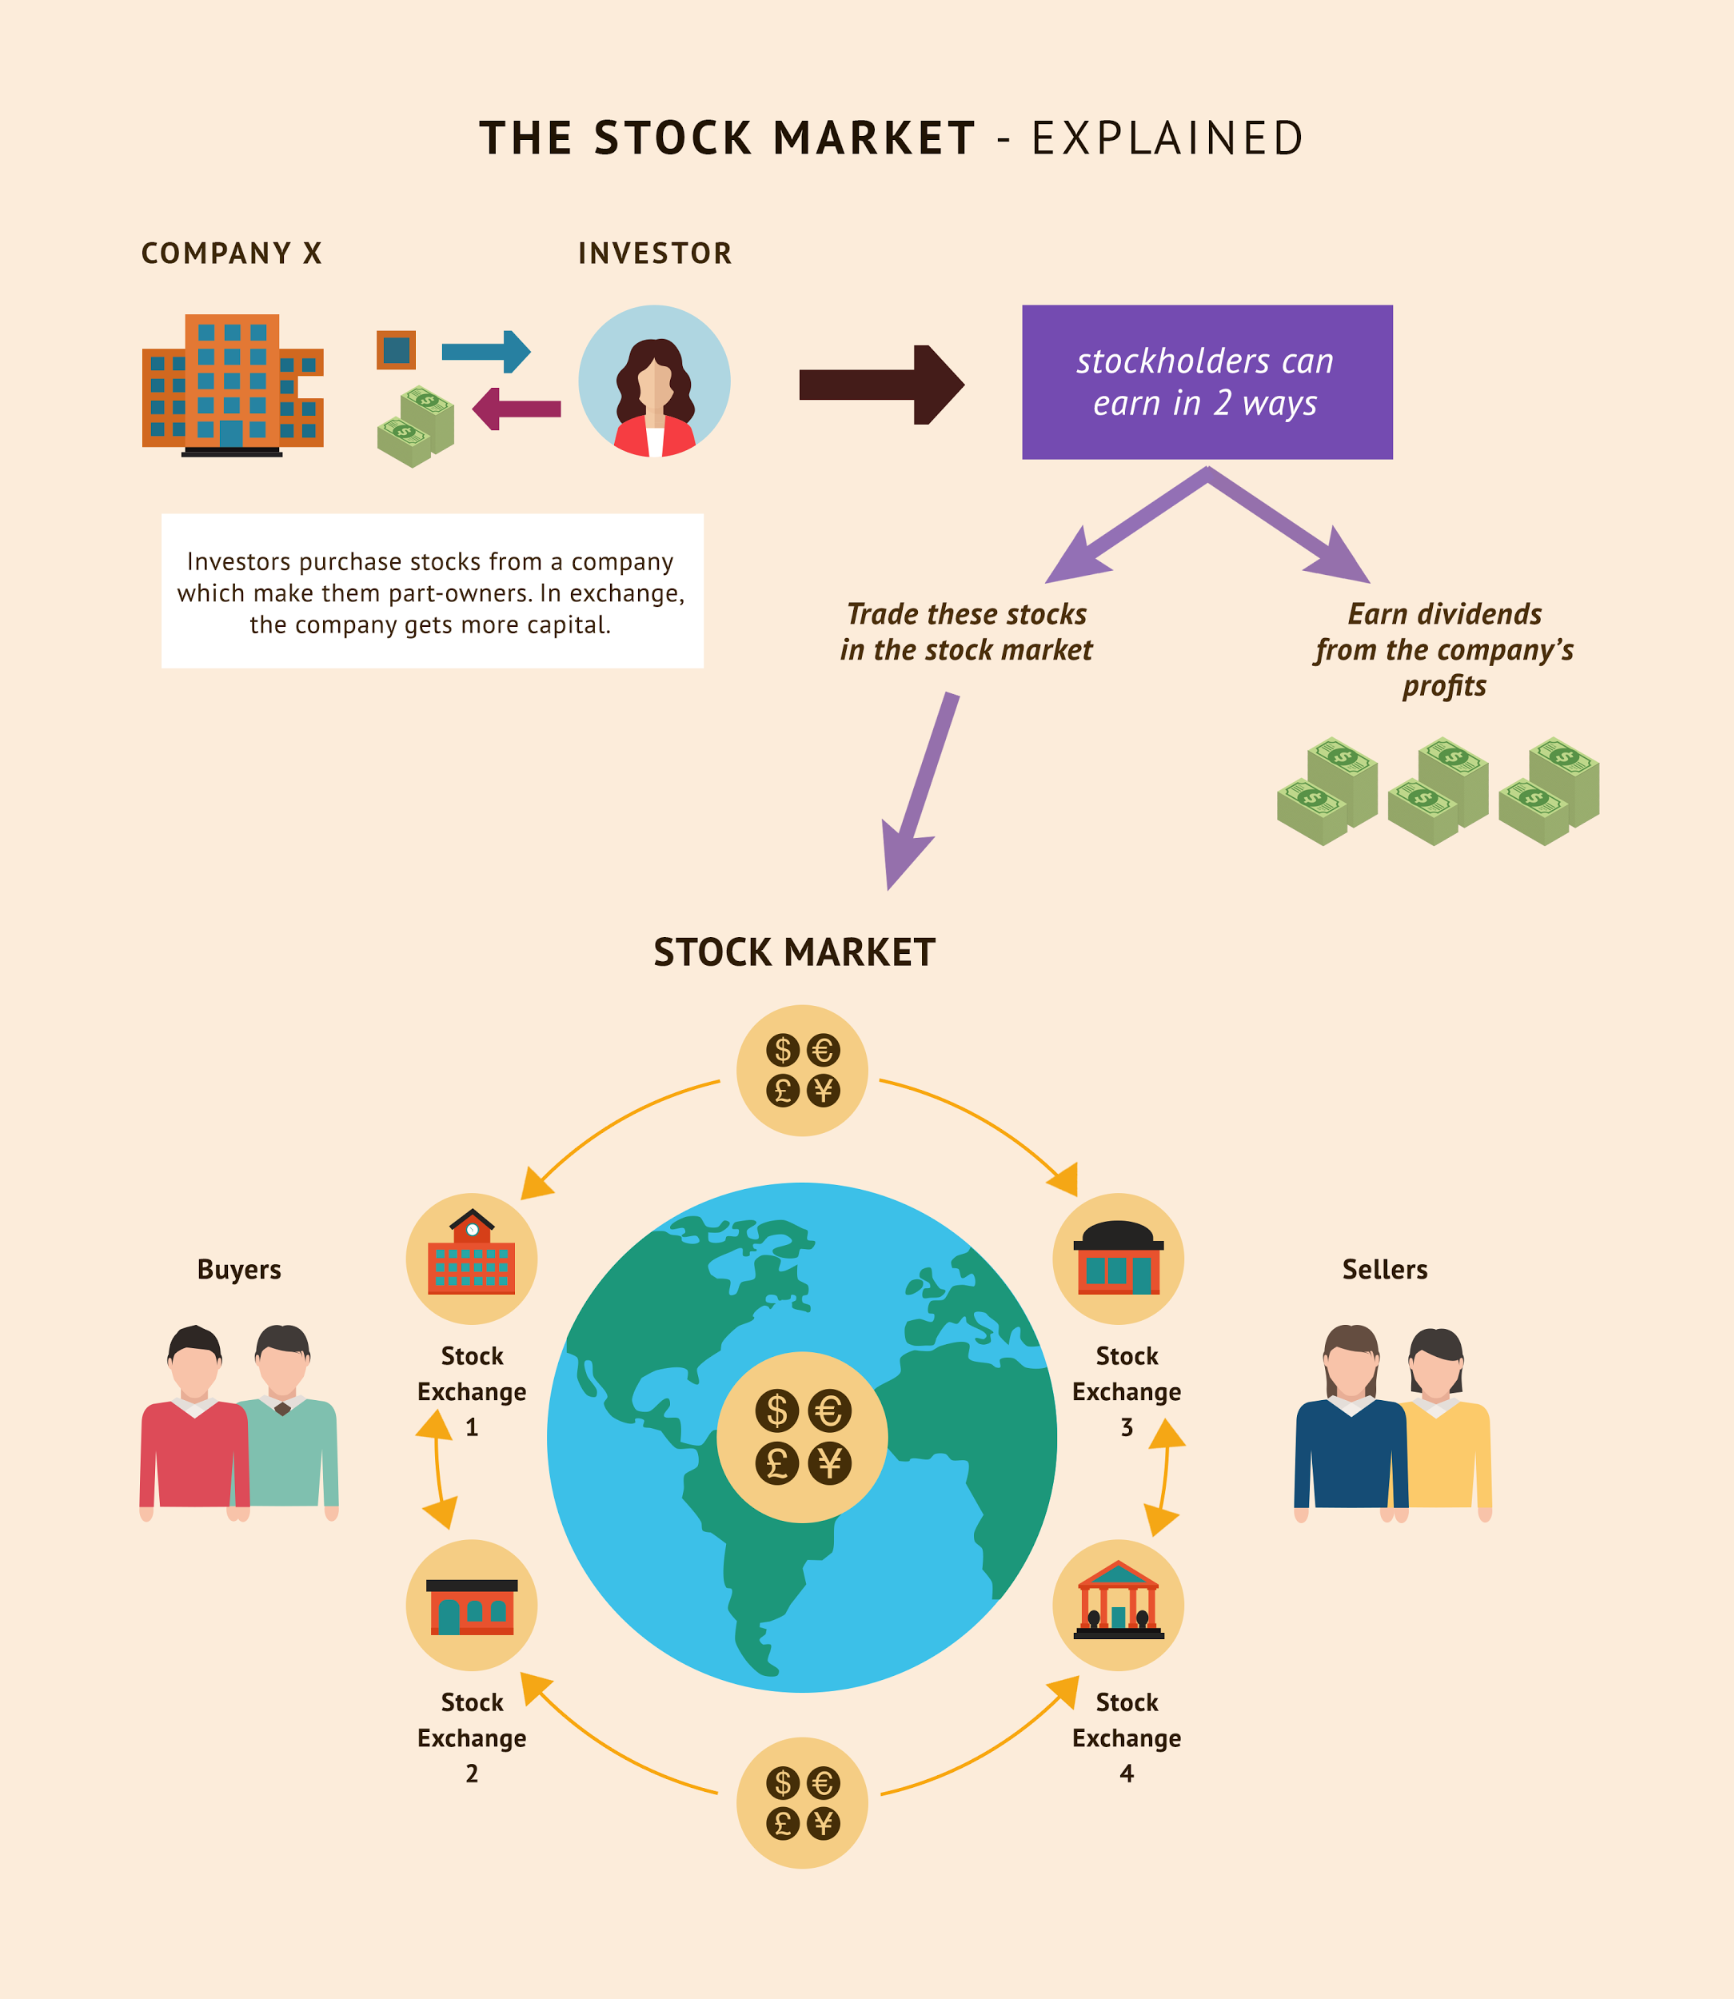 THE STOCK MARKET - EXPLAINED
COMPANY X
INVESTOR
stockholders can
earn in 2 ways
Investors purchase stocks from a company
which make them part-owners. In exchange,
the company gets more capital.
Trade these stocks
in the stock market
Earn dividends
from the company’s
profits
$ $
$ $ $
$ $ $
STOCK MARKET
$ €
£ ¥
Buyers
Sellers
Stock
Exchange
1
Stock
Exchange
3
$ €
£ ¥
Stock
Exchange
2
Stock
Exchange
4
$ €
£ ¥